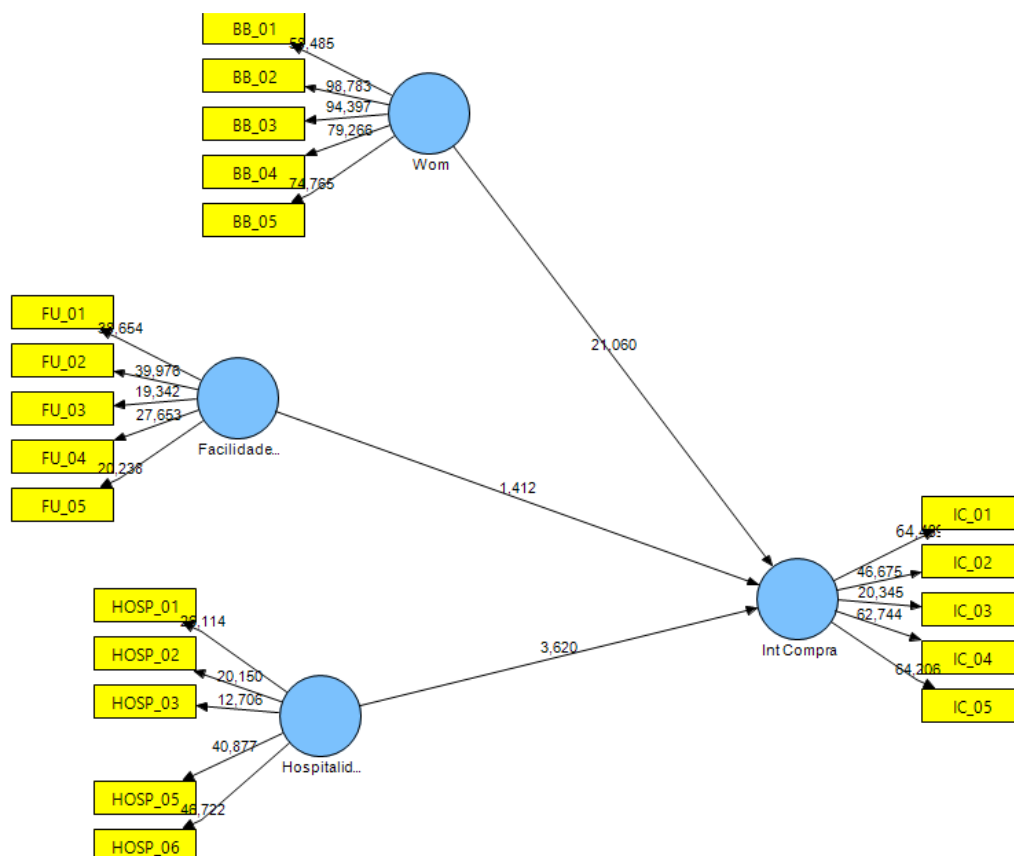 BB_01
BB_02
BB_03
BB_04
BB_05
98,783
94,397
79,266
74,765
Wom
21,060
FU_01
FU_02
FU_03
FU_04
FU_05
39,976
19,342
27,653
20,238
Facilidade...
1,412
HOSP_01
HOSP_02
HOSP_03
HOSP_05
HOSP_06
20,150
12,706
40,877
46,722
Hospitalid...
3,620
IC_01
IC_02
IC_03
IC_04
IC_05
46,675
20,345
62,744
64,206
Int Compra